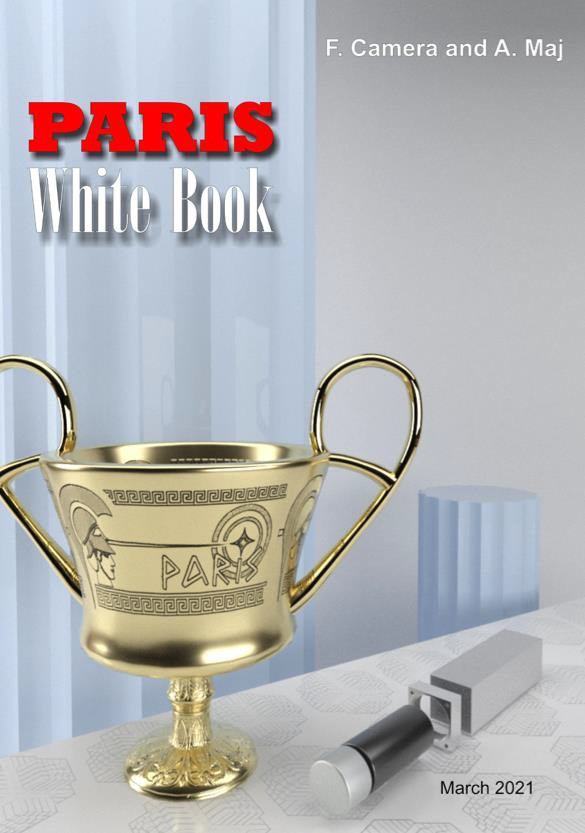 F. Camera and A. Maj
PARIS
White Book
PARIS
March 2021